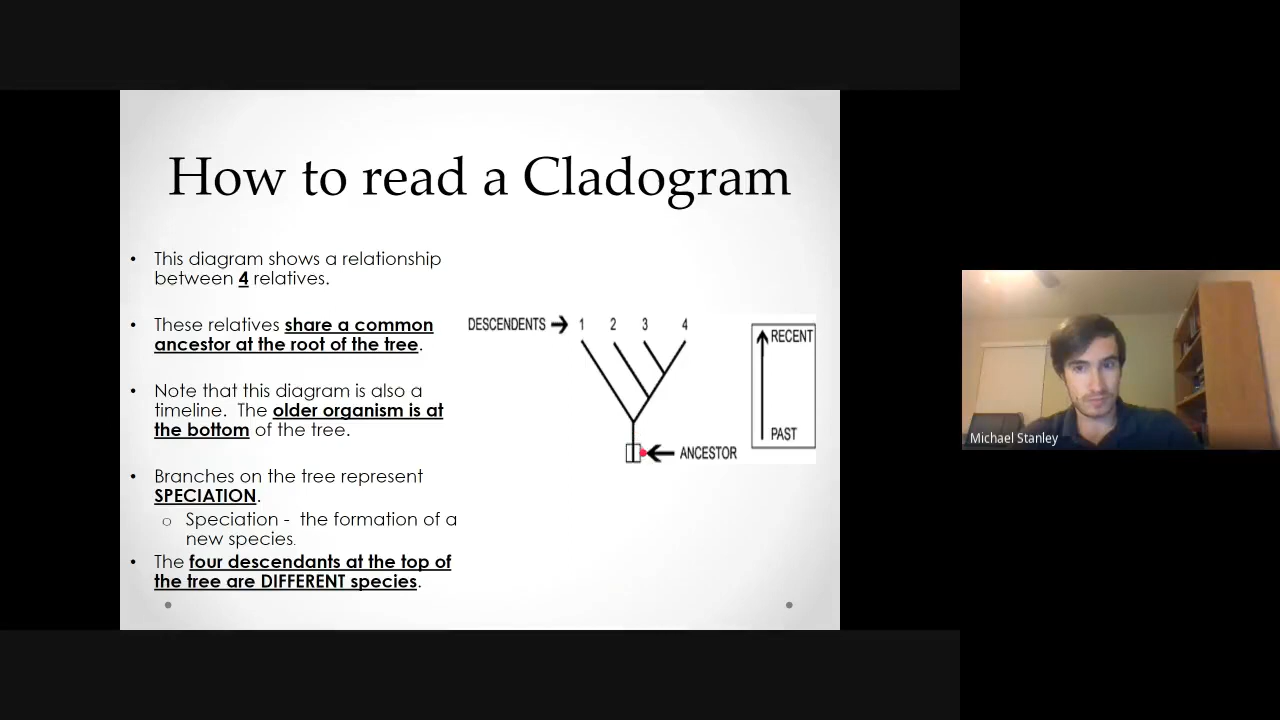 How to read a Cladogram
• This diagram shows a relationship
between 4 relatives.
• These relatives share a common
ancestor at the root of the tree.
• Note that this diagram is also a
timeline. The older organism is at
the bottom of the tree.
• Branches on the tree represent
SPECIATION.
o Speciation - the formation of a
new species.
• The four descendants at the top of
the tree are DIFFERENT species.
DESCENDENTS 1 2 3 4
RECENT
PAST
ANCESTOR
Michael Stanley